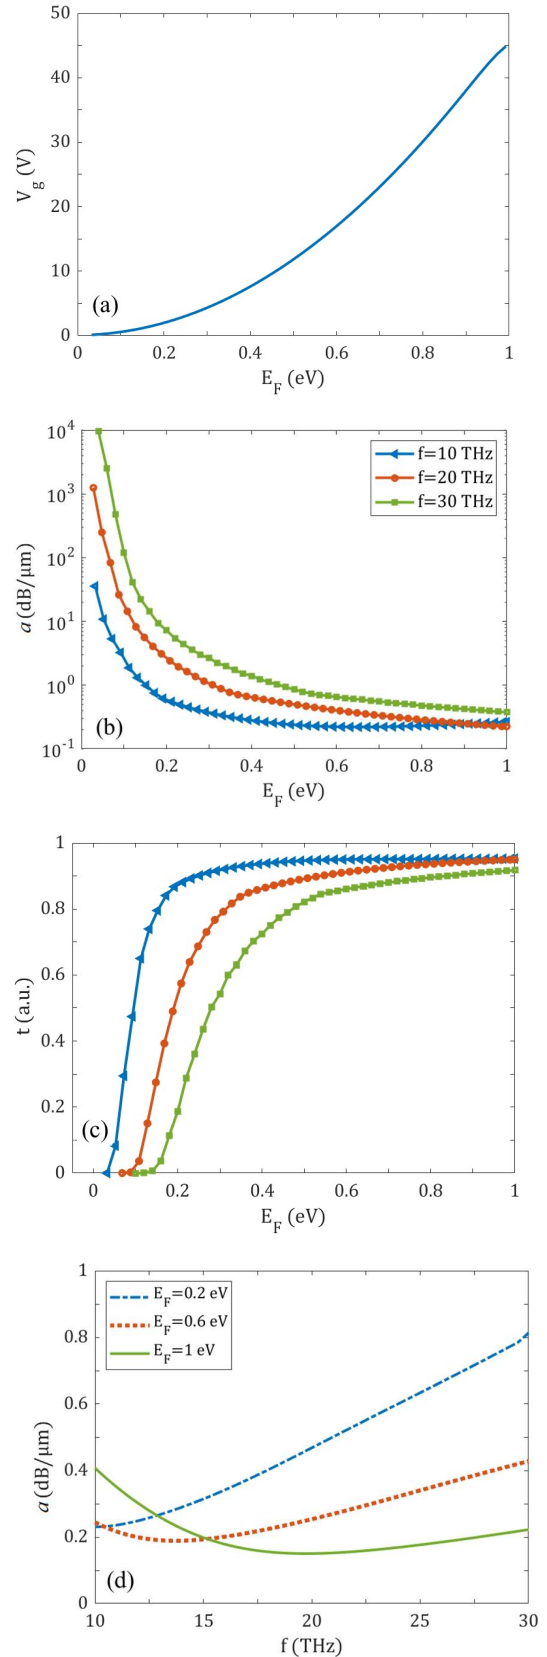 50
40
30
20
10
0
V_g (V)
(a)
0 0.2 0.4 0.6 0.8 1
E_F (eV)
10^4
10^3
10^2
10^1
10^0
10^-1
a (dB/μm)
f=10 THz
f=20 THz
f=30 THz
(b)
0 0.2 0.4 0.6 0.8 1
E_F (eV)
1
0.8
0.6
0.4
0.2
0
t (a.u.)
(c)
0 0.2 0.4 0.6 0.8 1
E_F (eV)
1
0.8
0.6
0.4
0.2
0
a (dB/μm)
E_F=0.2 eV
E_F=0.6 eV
E_F=1 eV
(d)
10 15 20 25 30
f (THz)